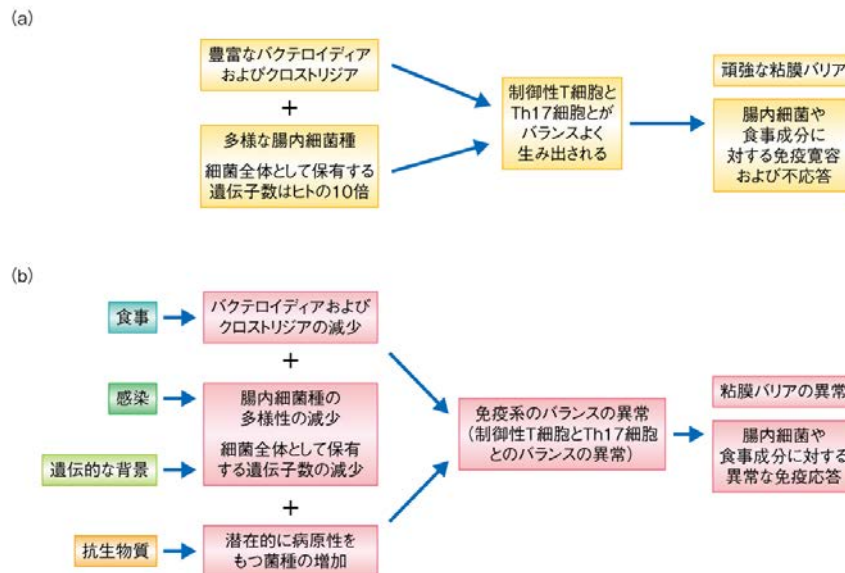 (a)
豊富なバクテロイディア
およびクロストリジア
+
多様な腸内細菌種
細菌全体として保有する
遺伝子数はヒトの10倍
制御性T細胞と
Th17細胞とが
バランスよく
生み出される
頑強な粘膜バリア
腸内細菌や
食事成分に
対する免疫寛容
および不応答
(b)
食事
バクテロイディアおよび
クロストリジアの減少
+
感染
腸内細菌種の
多様性の減少
細菌全体として保有
する遺伝子数の減少
遺伝的な背景
+
抗生物質
潜在的に病原性を
もつ菌種の増加
免疫系のバランスの異常
(制御性T細胞とTh17細胞
とのバランスの異常)
粘膜バリアの異常
腸内細菌や
食事成分に対する
異常な免疫応答